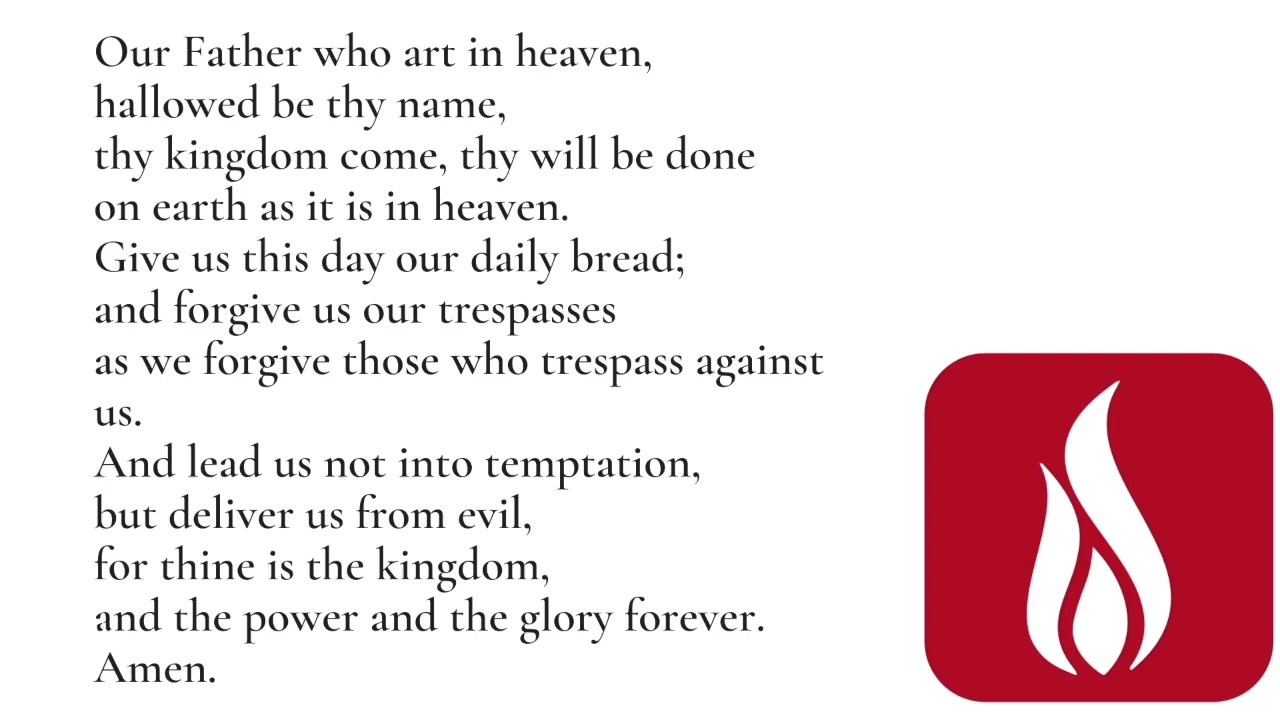 Our Father who art in heaven,
hallowed be thy name,
thy kingdom come, thy will be done
on earth as it is in heaven.
Give us this day our daily bread;
and forgive us our trespasses
as we forgive those who trespass against
us.
And lead us not into temptation,
but deliver us from evil,
for thine is the kingdom,
and the power and the glory forever.
Amen.